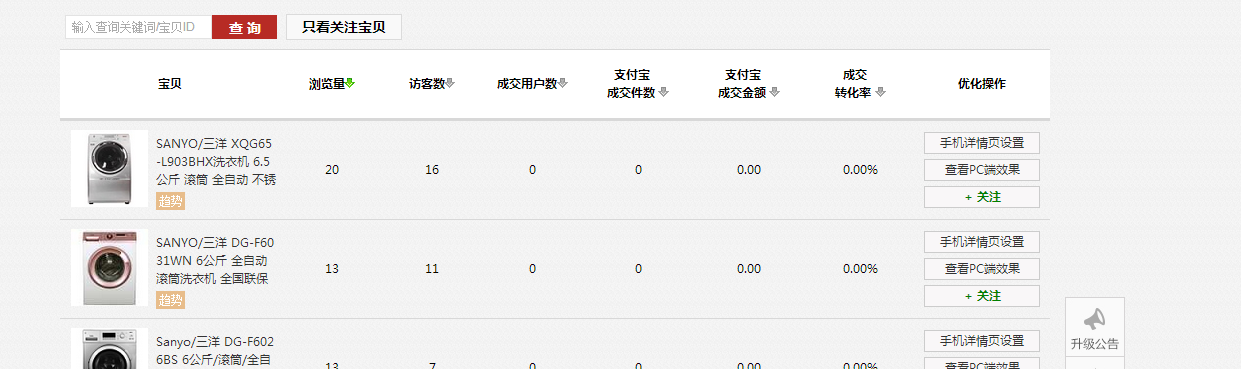 输入查询关键词/宝贝ID 查 询 只看关注宝贝
宝贝 浏览量 访客数 成交用户数 支付宝 成交件数 支付宝 成交金额 成交 转化率 优化操作
SANYO/三洋 XQG65
-L903BHX洗衣机 6.5
公斤 滚筒 全自动 不锈
趋势
20 16 0 0 0.00 0.00%
手机详情页设置
查看PC端效果
+ 关注
SANYO/三洋 DG-F60
31WN 6公斤 全自动
滚筒洗衣机 全国联保
趋势
13 11 0 0 0.00 0.00%
手机详情页设置
查看PC端效果
+ 关注
Sanyo/三洋 DG-F602
6BS 6公斤/滚筒/全自
13 7 0 0 0.00 0.00%
手机详情页设置
查看PC端效果
升级公告